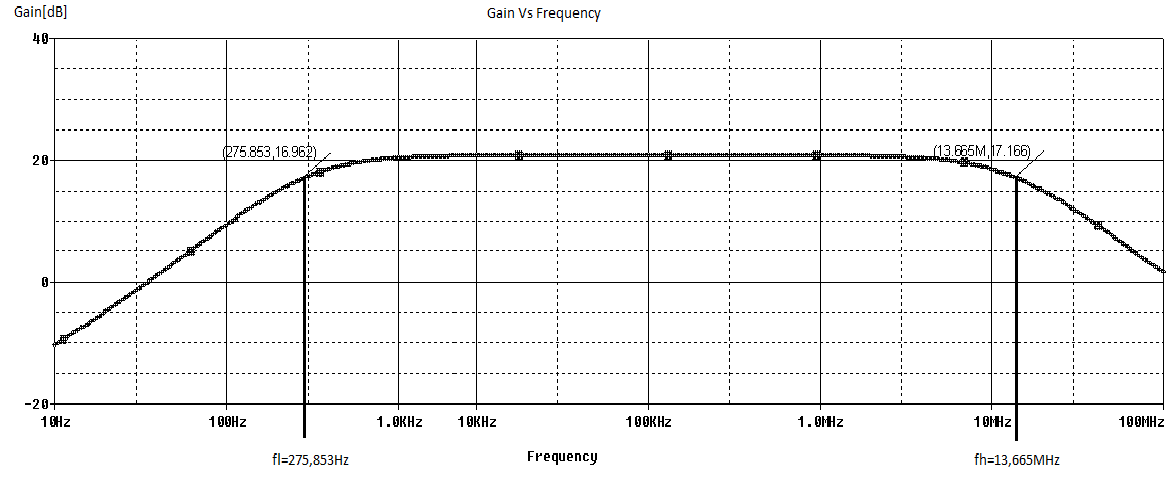 Gain[dB]
Gain Vs Frequency
40
(275.853,16.962)
(13.665M,17.166)
20
0
-20
10Hz 100Hz 1.0KHz 10KHz 100KHz 1.0MHz 10MHz 100MHz
Frequency
fl=275,853Hz
fh=13,665MHz